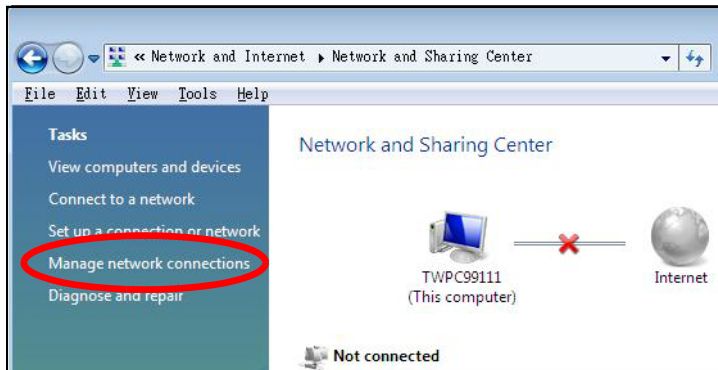 « Network and Internet ▸ Network and Sharing Center
File Edit View Tools Help
Tasks
View computers and devices
Connect to a network
Set up a connection or network
Manage network connections
Diagnose and repair
Network and Sharing Center
TWPC99111
(This computer)
Internet
Not connected